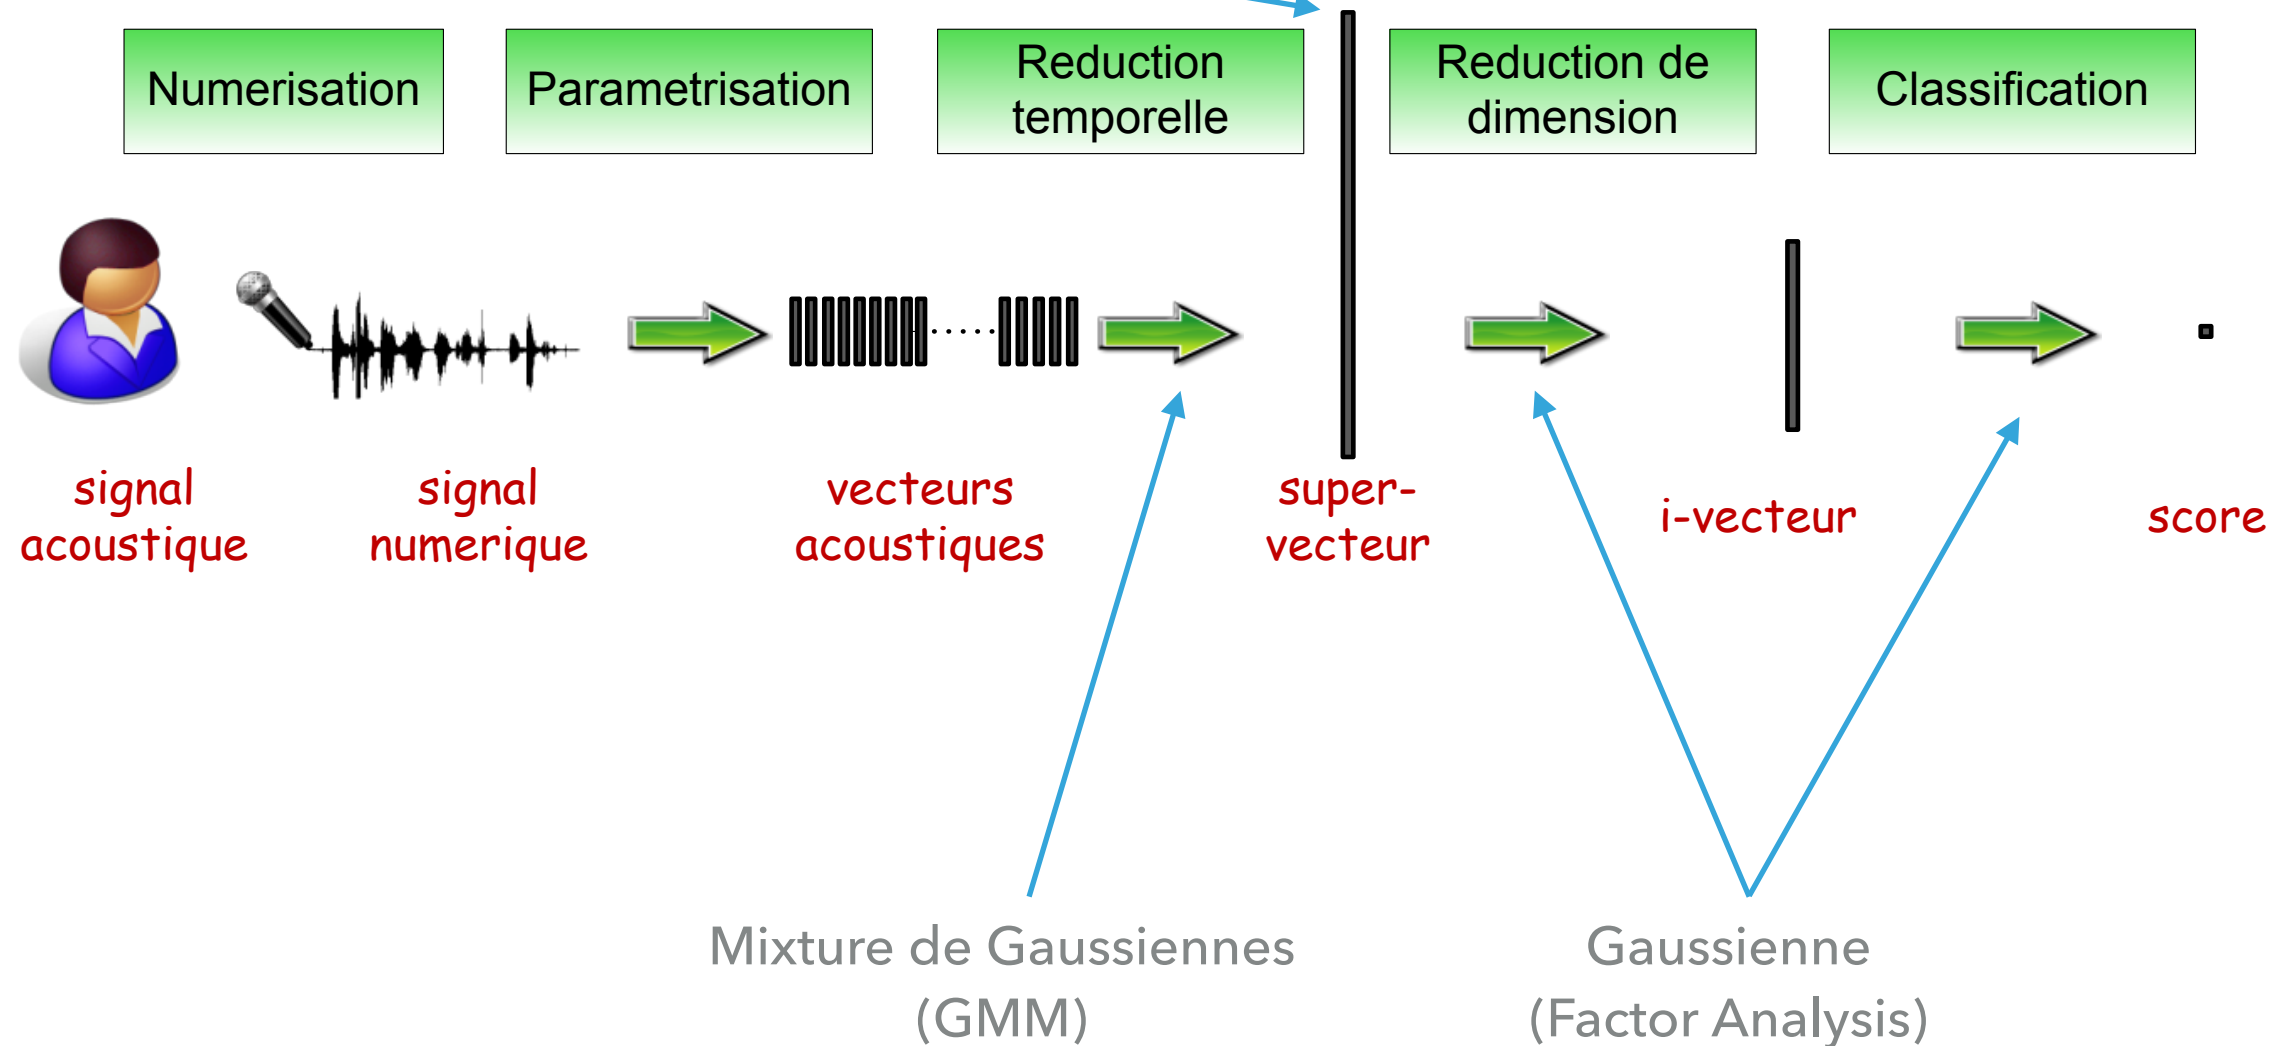 Numerisation
Parametrisation
Reduction
temporelle
Reduction de
dimension
Classification
signal
acoustique
signal
numerique
vecteurs
acoustiques
super-
vecteur
i-vecteur
score
Mixture de Gaussiennes
(GMM)
Gaussienne
(Factor Analysis)